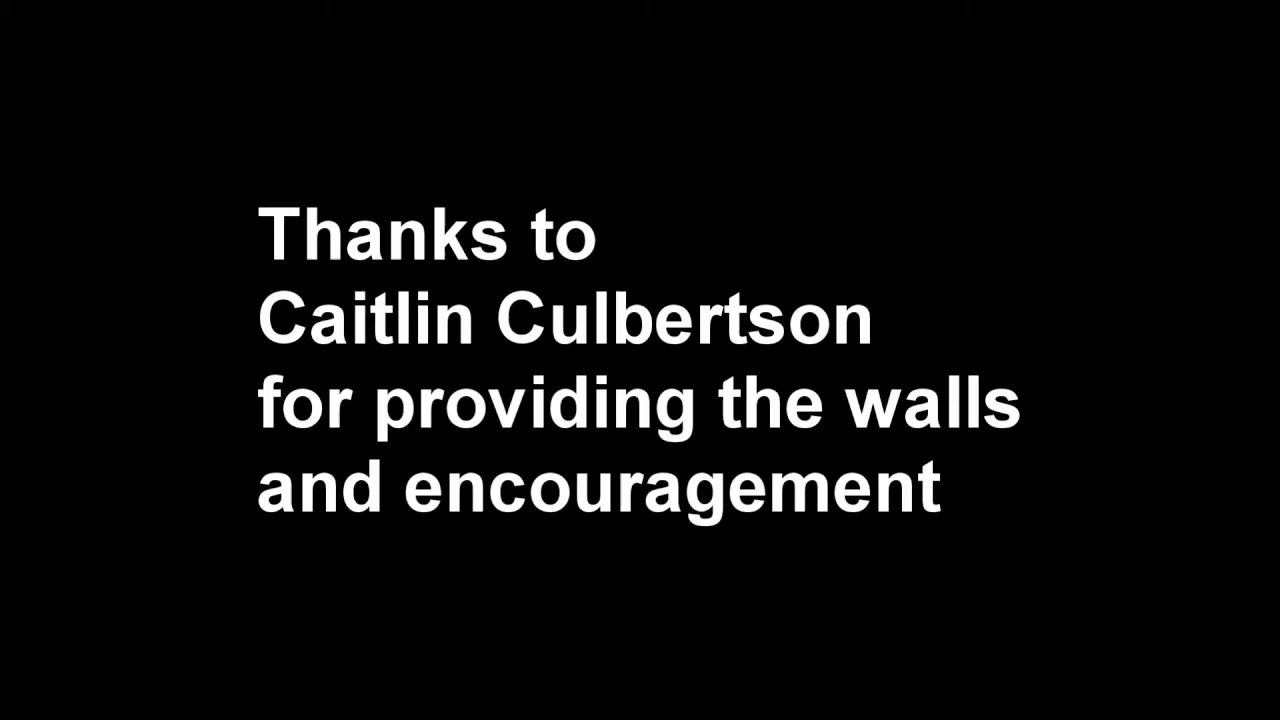 Thanks to
Caitlin Culbertson
for providing the walls
and encouragement